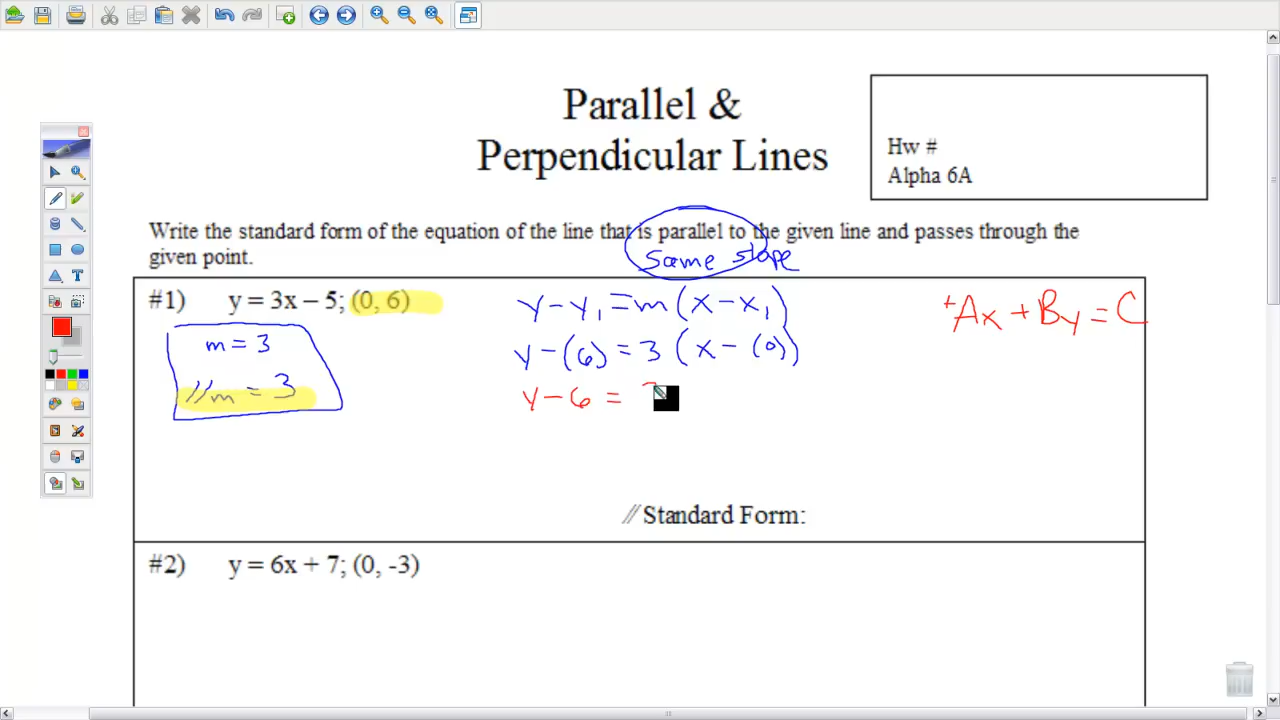 Parallel &
Perpendicular Lines
Hw #
Alpha 6A
Write the standard form of the equation of the line that is parallel to the given line and passes through the
given point.
same slope
#1) y = 3x – 5; (0, 6)
m = 3
//m = 3
y - y₁ = m(x - x₁)
y - (6) = 3 (x - (0))
y - 6 =
+Ax + By = C
//Standard Form:
#2) y = 6x + 7; (0, -3)